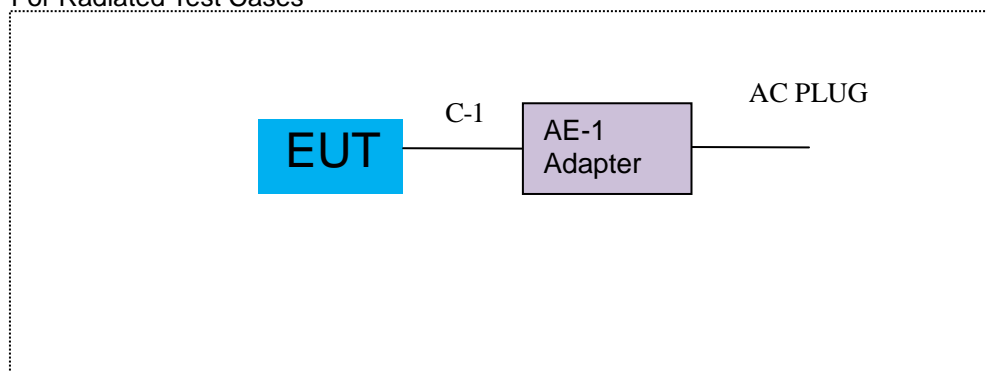 For Radiated Test Cases
C-1
AC PLUG
EUT
AE-1
Adapter